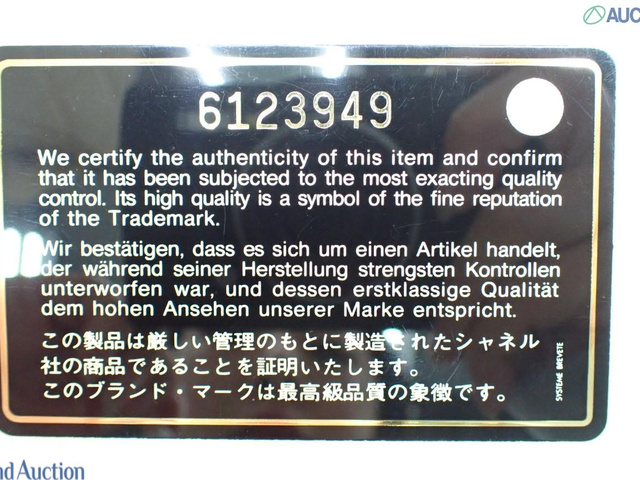 AUC
6123949
We certify the authenticity of this item and confirm
that it has been subjected to the most exacting quality
control. Its high quality is a symbol of the fine reputation
of the Trademark.
Wir bestätigen, dass es sich um einen Artikel handelt,
der während seiner Herstellung strengsten Kontrollen
unterworfen war, und dessen erstklassige Qualität
dem hohen Ansehen unserer Marke entspricht.
この製品は厳しい管理のもとに製造されたシャネル
社の商品であることを証明いたします。
このブランド・マークは最高級品質の象徴です。
SYSTEME BREVETE
nd Auction